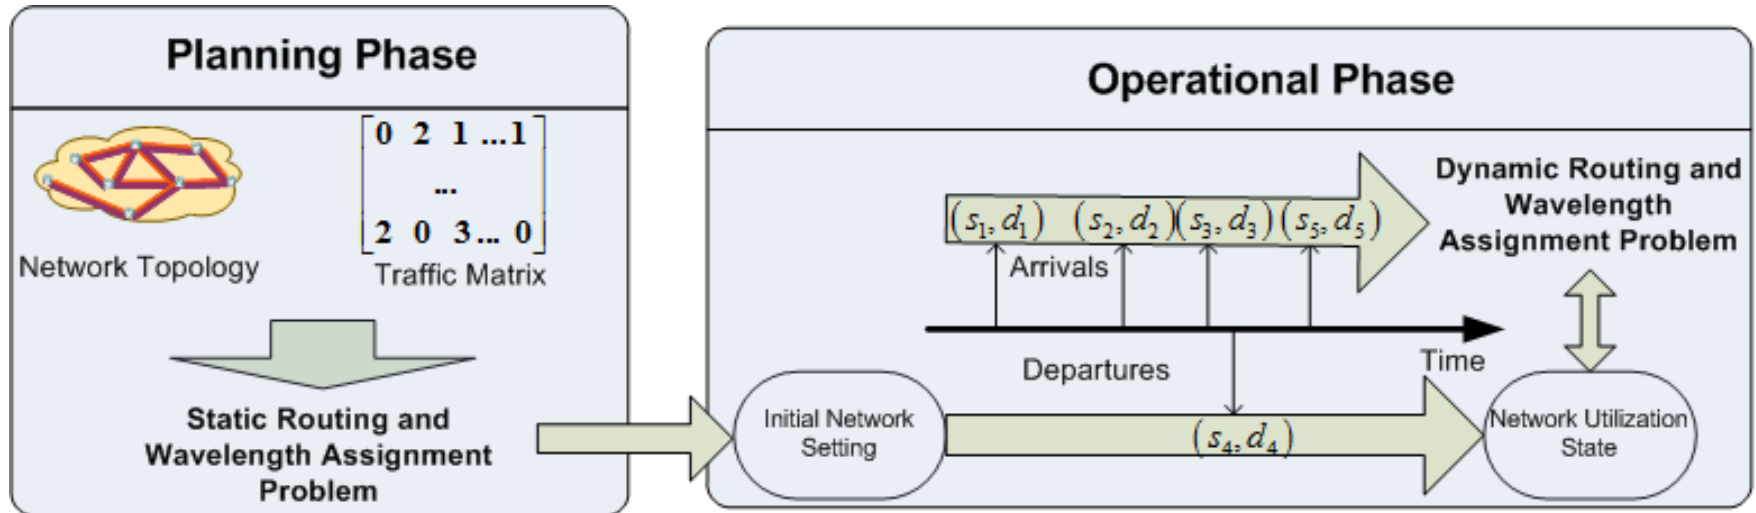 Planning Phase
0 2 1 ...1
...
2 0 3... 0
Network Topology
Traffic Matrix
Static Routing and
Wavelength Assignment
Problem
Operational Phase
(s₁, d₁) (s₂, d₂)(s₃, d₃)(s₅, d₅)
Dynamic Routing and
Wavelength
Assignment Problem
Arrivals
Time
Departures
Initial Network
Setting
(s₄, d₄)
Network Utilization
State